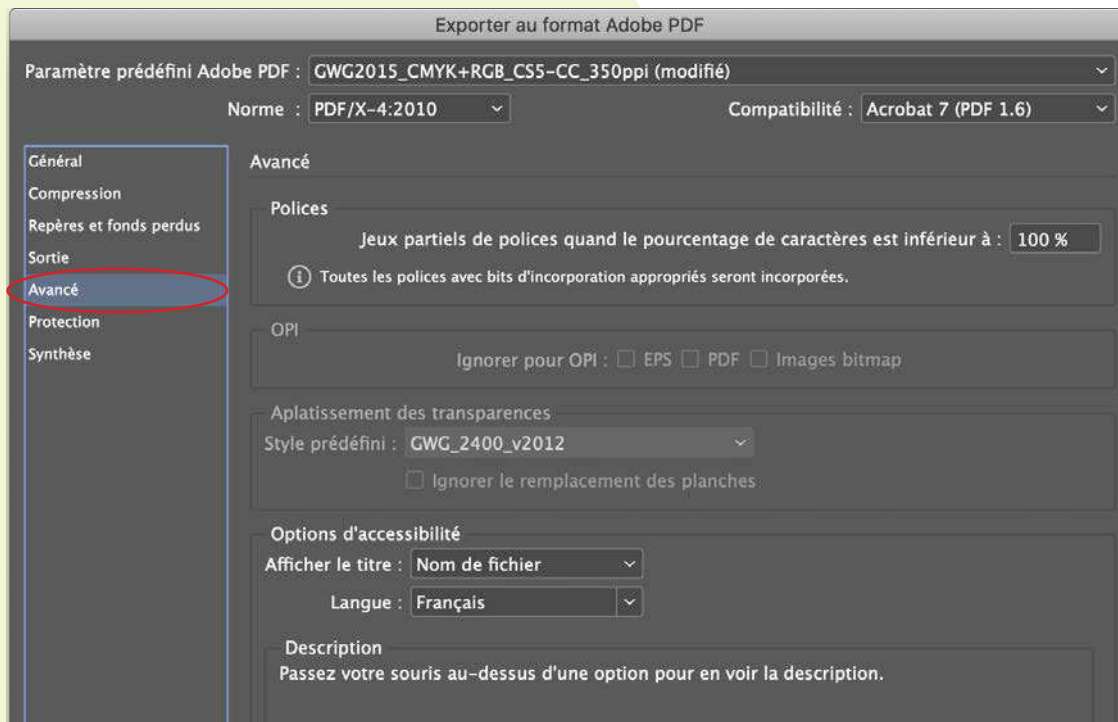 Exporter au format Adobe PDF
Paramètre prédéfini Adobe PDF : GWG2015_CMYK+RGB_CS5-CC_350ppi (modifié)
Norme : PDF/X-4:2010 Compatibilité : Acrobat 7 (PDF 1.6)
Général
Compression
Repères et fonds perdus
Sortie
Avancé
Protection
Synthèse
Avancé
Polices
Jeux partiels de polices quand le pourcentage de caractères est inférieur à : 100 %
Toutes les polices avec bits d'incorporation appropriés seront incorporées.
OPI
Ignorer pour OPI : EPS PDF Images bitmap
Aplatissement des transparences
Style prédéfini : GWG_2400_v2012
Ignorer le remplacement des planches
Options d'accessibilité
Afficher le titre : Nom de fichier
Langue : Français
Description
Passez votre souris au-dessus d'une option pour en voir la description.